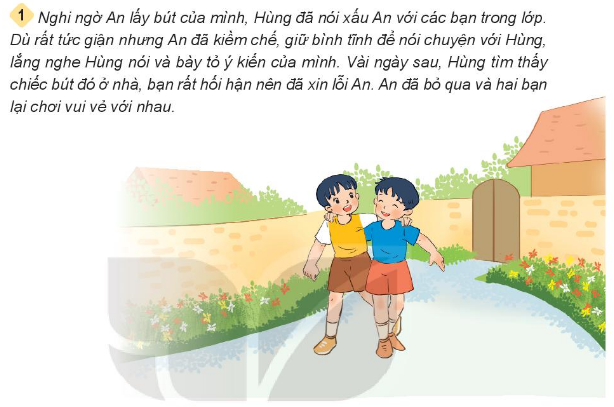 1 Nghi ngờ An lấy bút của mình, Hùng đã nói xấu An với các bạn trong lớp.
Dù rất tức giận nhưng An đã kiềm chế, giữ bình tĩnh để nói chuyện với Hùng,
lắng nghe Hùng nói và bày tỏ ý kiến của mình. Vài ngày sau, Hùng tìm thấy
chiếc bút đó ở nhà, bạn rất hối hận nên đã xin lỗi An. An đã bỏ qua và hai bạn
lại chơi vui vẻ với nhau.